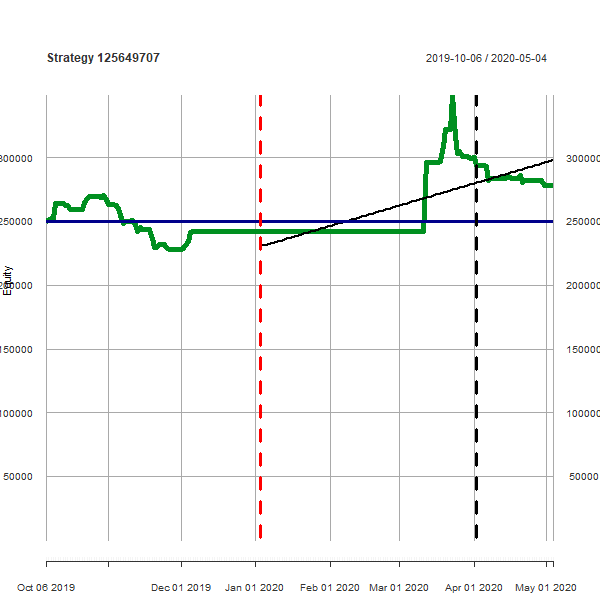 Strategy 125649707 2019-10-06 / 2020-05-04
300000 300000
250000 250000
Equity
200000 200000
150000 150000
100000 100000
50000 50000
Oct 06 2019 Dec 01 2019 Jan 01 2020 Feb 01 2020 Mar 01 2020 Apr 01 2020 May 01 2020